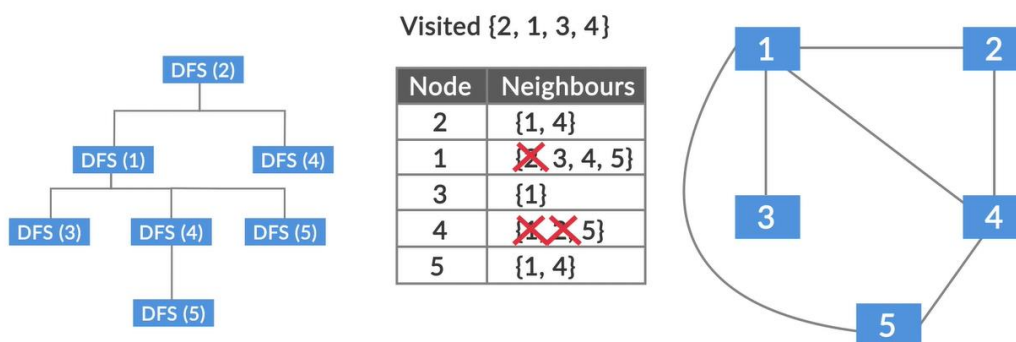 DFS (2)
DFS (1)
DFS (4)
DFS (3)
DFS (4)
DFS (5)
DFS (5)
Visited {2, 1, 3, 4}
Node Neighbours
2 {1, 4}
1 {2, 3, 4, 5}
3 {1}
4 {1, 2, 5}
5 {1, 4}
1
2
3
4
5